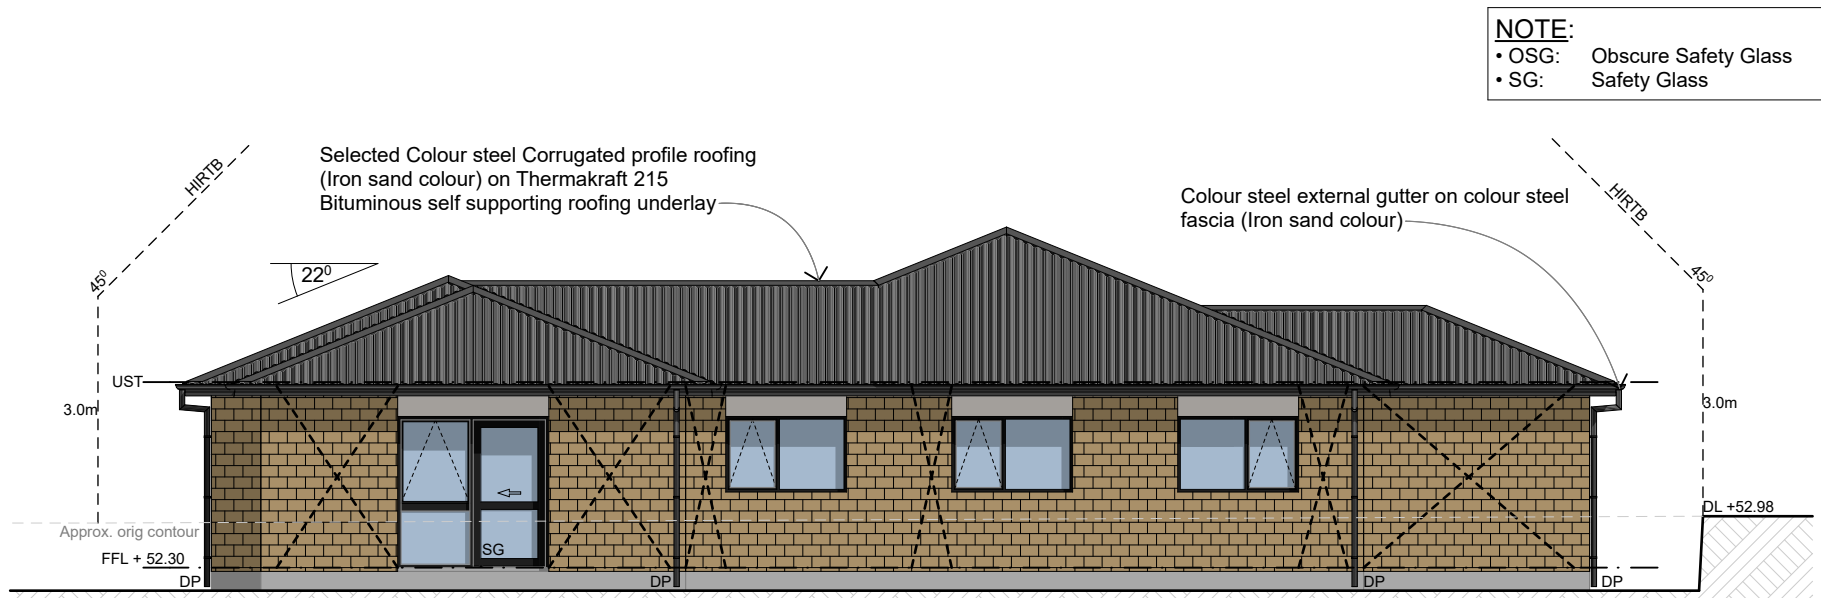 NOTE:
• OSG: Obscure Safety Glass
• SG: Safety Glass
HIRTB
Selected Colour steel Corrugated profile roofing
(Iron sand colour) on Thermakraft 215
Bituminous self supporting roofing underlay
Colour steel external gutter on colour steel
fascia (Iron sand colour)
HIRTB
45⁰
22⁰
45⁰
UST
3.0m
3.0m
DL +52.98
Approx. orig contour
SG
FFL + 52.30
DP
DP
DP
DP